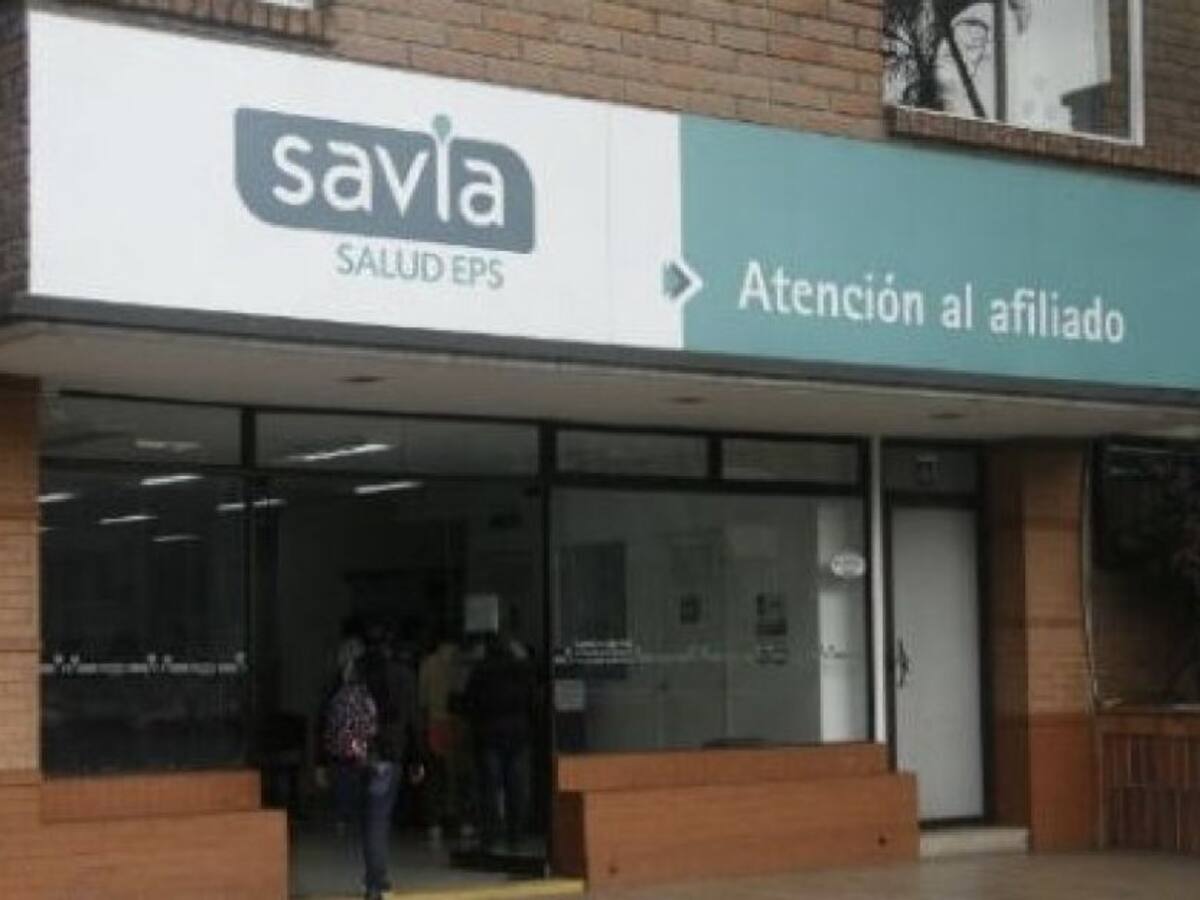 savia
SALUD EPS
Atención al afiliado